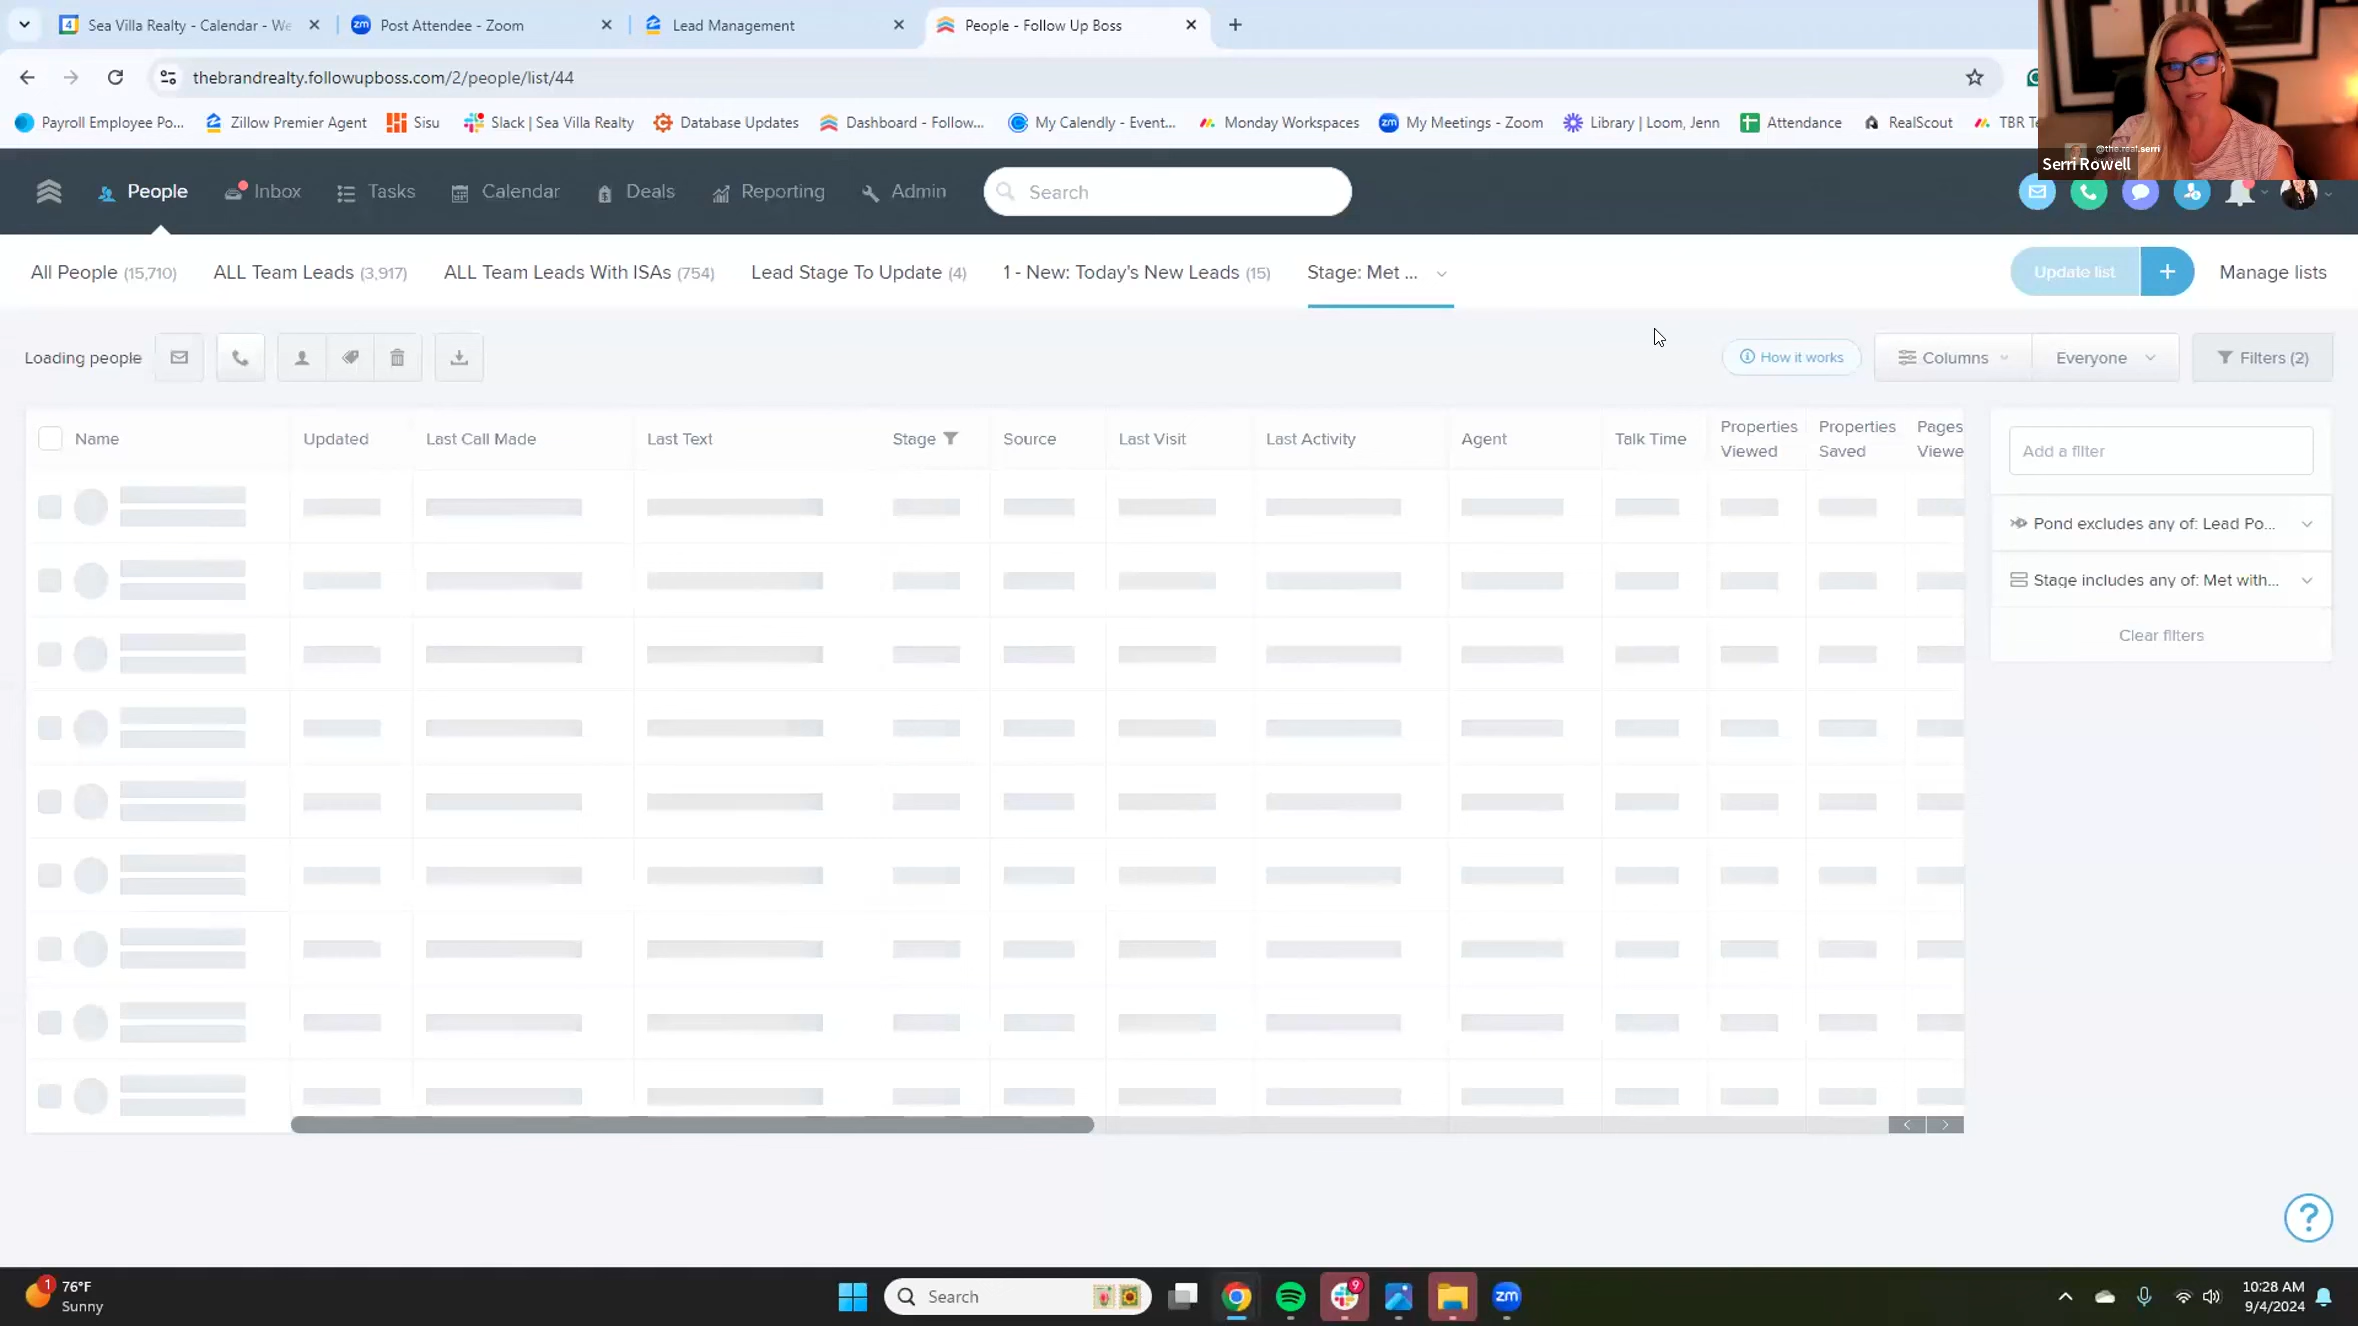 Sea Villa Realty - Calendar - We
Post Attendee - Zoom
Lead Management
People - Follow Up Boss
thebrandrealty.followupboss.com/2/people/list/44
Payroll Employee Po...
Zillow Premier Agent
Sisu
Slack | Sea Villa Realty
Database Updates
Dashboard - Follow...
My Calendly - Event...
Monday Workspaces
My Meetings - Zoom
Library | Loom, Jenn
Attendance
RealScout
TBR Te
@the.real.serri
Serri Rowell
People
Inbox
Tasks
Calendar
Deals
Reporting
Admin
Search
All People (15,710)
ALL Team Leads (3,917)
ALL Team Leads With ISAs (754)
Lead Stage To Update (4)
1 - New: Today's New Leads (15)
Stage: Met ...
Update list
+
Manage lists
Loading people
How it works
Columns
Everyone
Filters (2)
Name
Updated
Last Call Made
Last Text
Stage
Source
Last Visit
Last Activity
Agent
Talk Time
Properties Viewed
Properties Saved
Pages Viewe
Add a filter
Pond excludes any of: Lead Po...
Stage includes any of: Met with...
Clear filters
?
1
76°F
Sunny
Search
9
zm
10:28 AM
9/4/2024